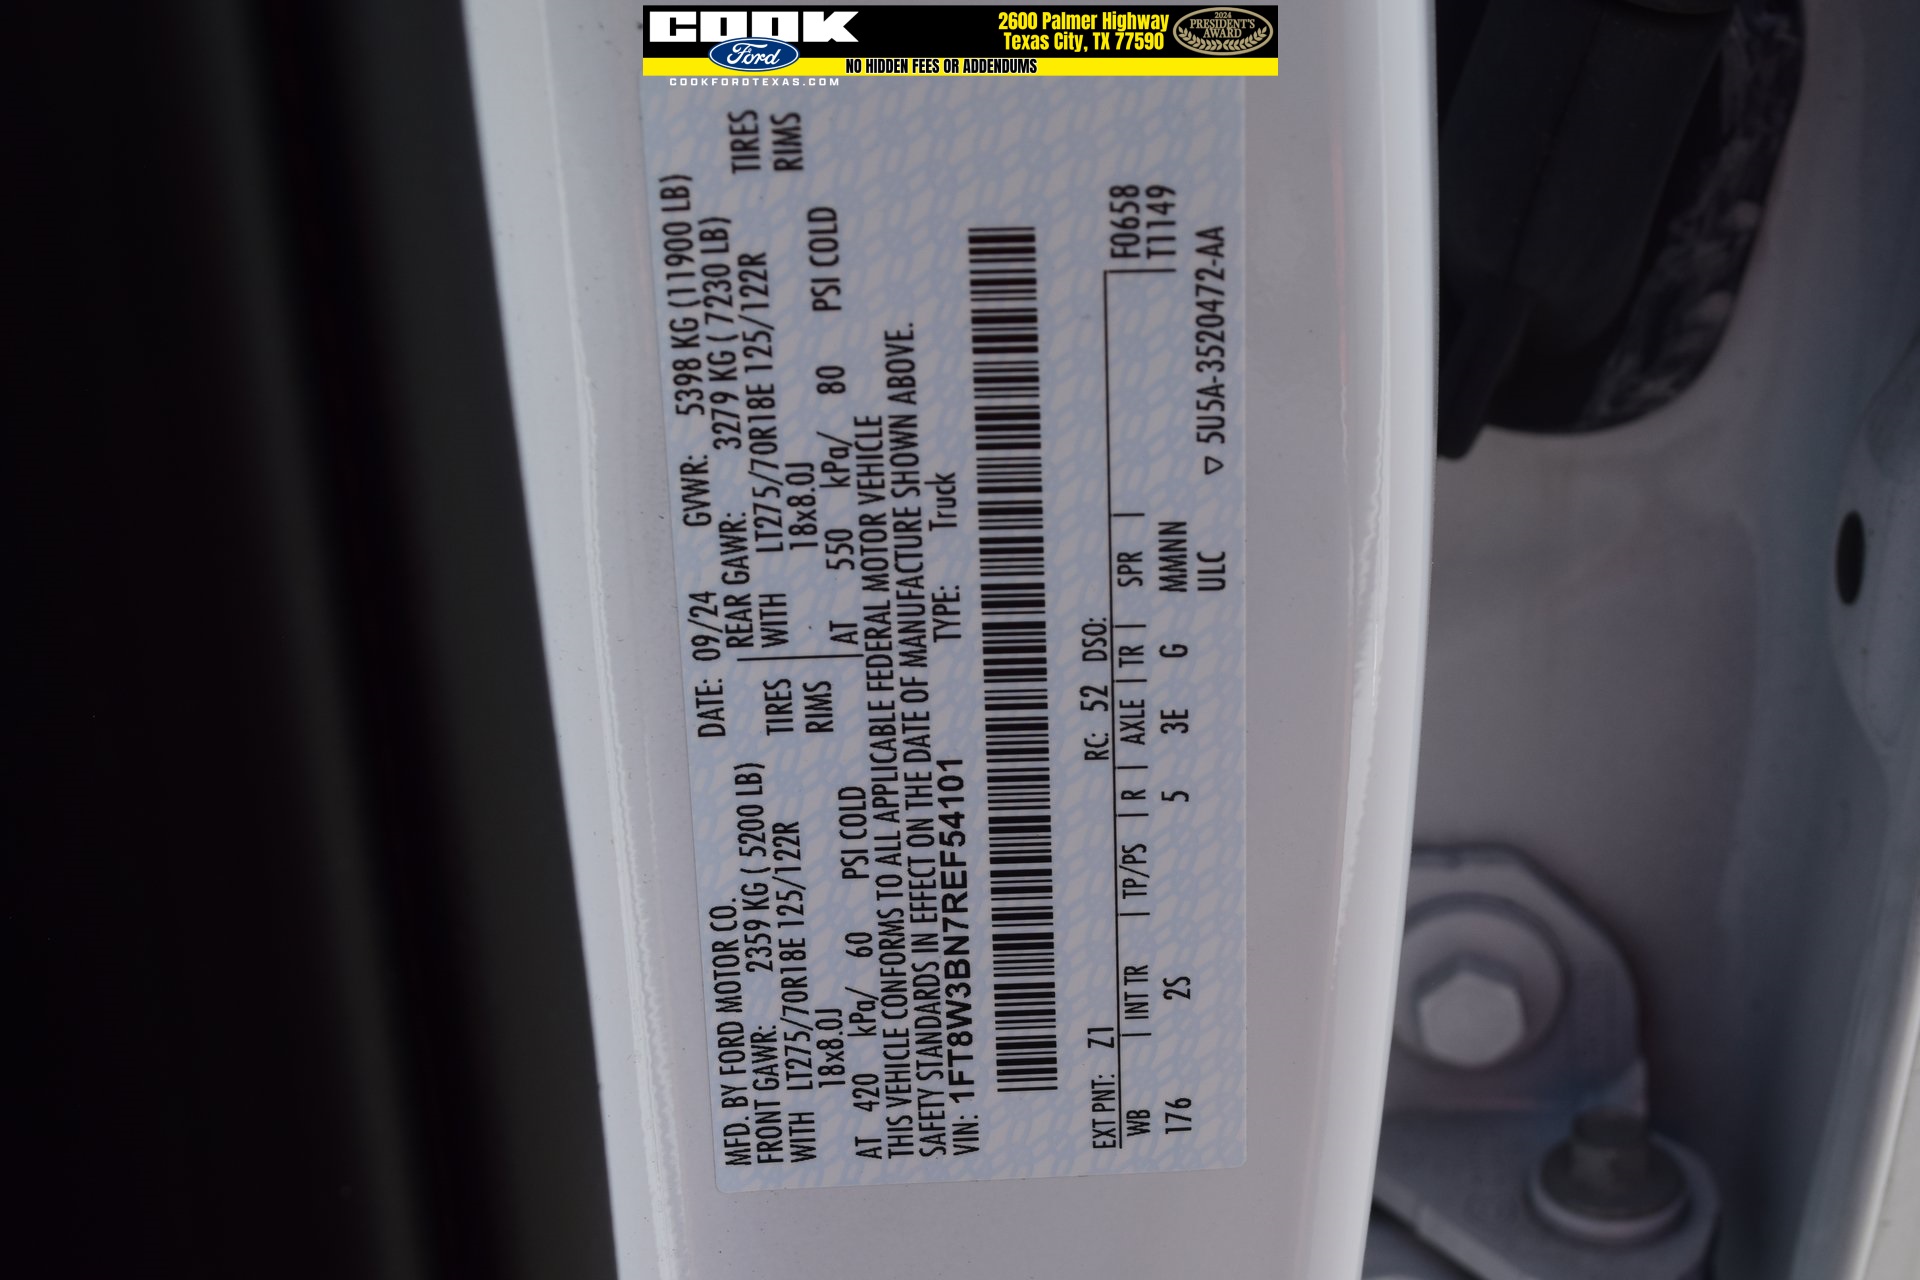 COOK
Ford
COOKFORDTEXAS.COM
2600 Palmer Highway
Texas City, TX 77590
2024
PRESIDENT'S
AWARD
NO HIDDEN FEES OR ADDENDUMS
MFD. BY FORD MOTOR CO. DATE: 09/24 GVWR: 5398 KG (11900 LB)
FRONT GAWR: 2359 KG ( 5200 LB) REAR GAWR: 3279 KG ( 7230 LB)
WITH LT275/70R18E 125/122R TIRES WITH LT275/70R18E 125/122R TIRES
18x8.0J RIMS 18x8.0J RIMS
AT 420 kPa/ 60 PSI COLD AT 550 kPa/ 80 PSI COLD
THIS VEHICLE CONFORMS TO ALL APPLICABLE FEDERAL MOTOR VEHICLE
SAFETY STANDARDS IN EFFECT ON THE DATE OF MANUFACTURE SHOWN ABOVE.
VIN: 1FT8W3BN7REF54101 TYPE: Truck
EXT PNT: Z1 RC: 52 DSO: F0658
WB | INT TR | TP/PS | R | AXLE | TR | SPR | T1149
176 2S 5 3E G MMNN
ULC ▽ 5U5A-3520472-AA